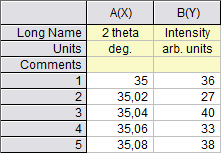 A(X) B(Y)
Long Name 2 theta Intensity
Units deg. arb. units
Comments
1 35 36
2 35,02 27
3 35,04 40
4 35,06 33
5 35,08 38